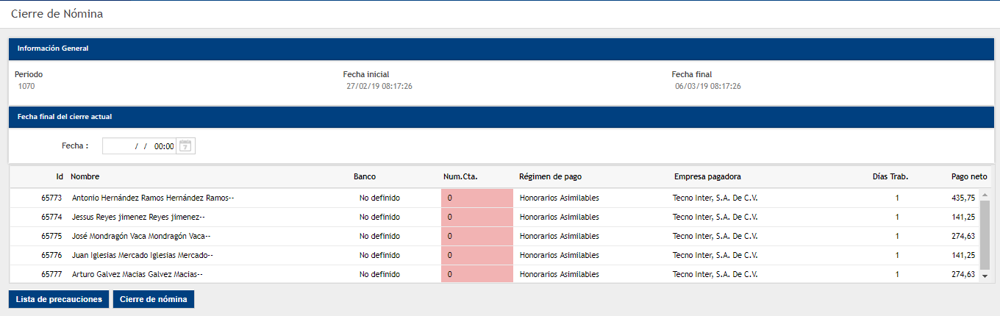 Cierre de Nómina
Información General
Periodo Fecha inicial Fecha final
1070 27/02/19 08:17:26 06/03/19 08:17:26
Fecha final del cierre actual
Fecha : / / 00:00 7
Id Nombre Banco Num.Cta. Régimen de pago Empresa pagadora Días Trab. Pago neto
65773 Antonio Hernández Ramos Hernández Ramos-- No definido 0 Honorarios Asimilables Tecno Inter, S.A. De C.V. 1 435,75
65774 Jessus Reyes jimenez Reyes jimenez-- No definido 0 Honorarios Asimilables Tecno Inter, S.A. De C.V. 1 141,25
65775 José Mondragón Vaca Mondragón Vaca-- No definido 0 Honorarios Asimilables Tecno Inter, S.A. De C.V. 1 274,63
65776 Juan Iglesias Mercado Iglesias Mercado-- No definido 0 Honorarios Asimilables Tecno Inter, S.A. De C.V. 1 141,25
65777 Arturo Galvez Macias Galvez Macias-- No definido 0 Honorarios Asimilables Tecno Inter, S.A. De C.V. 1 274,63
Lista de precauciones Cierre de nómina